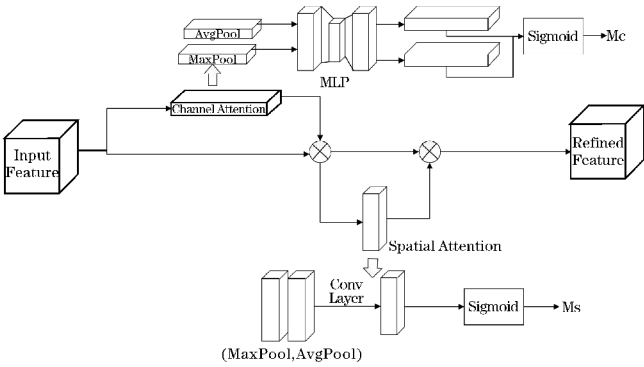 AvgPool
MaxPool
MLP
Sigmoid
Mc
Channel Attention
Input
Feature
Refined
Feature
Spatial Attention
Conv
Layer
Sigmoid
Ms
(MaxPool,AvgPool)